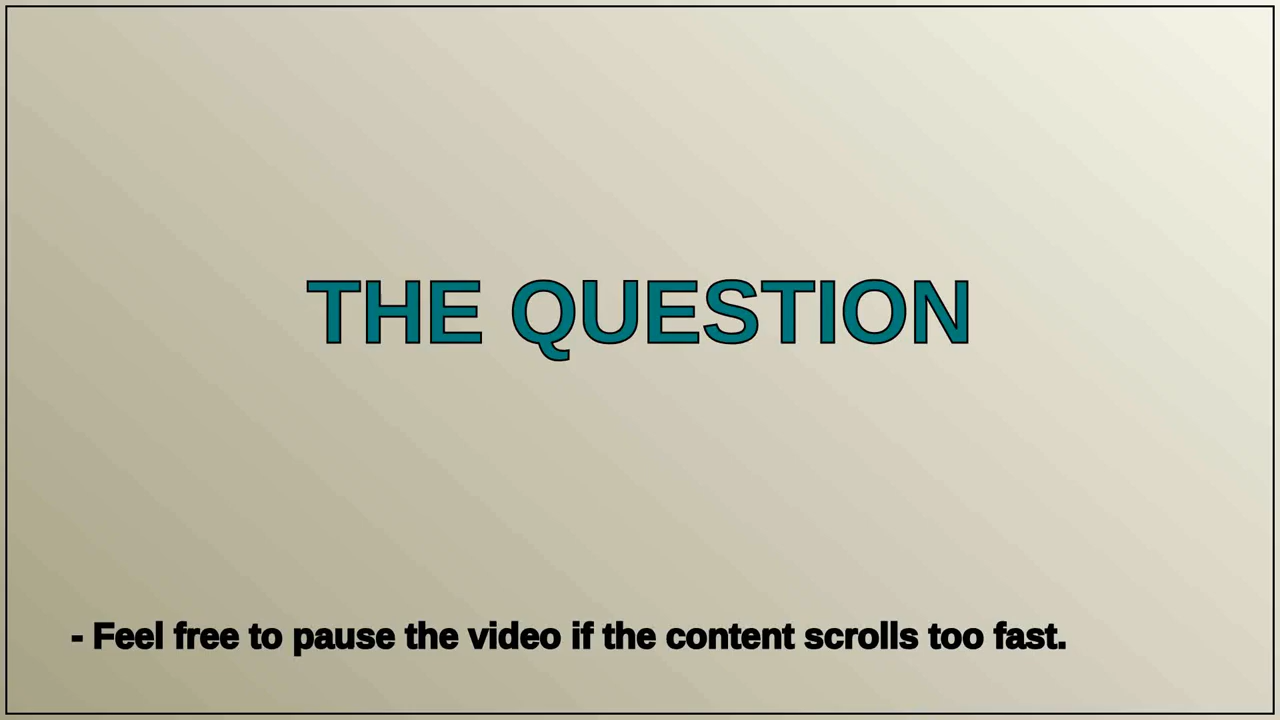 THE QUESTION
- Feel free to pause the video if the content scrolls too fast.